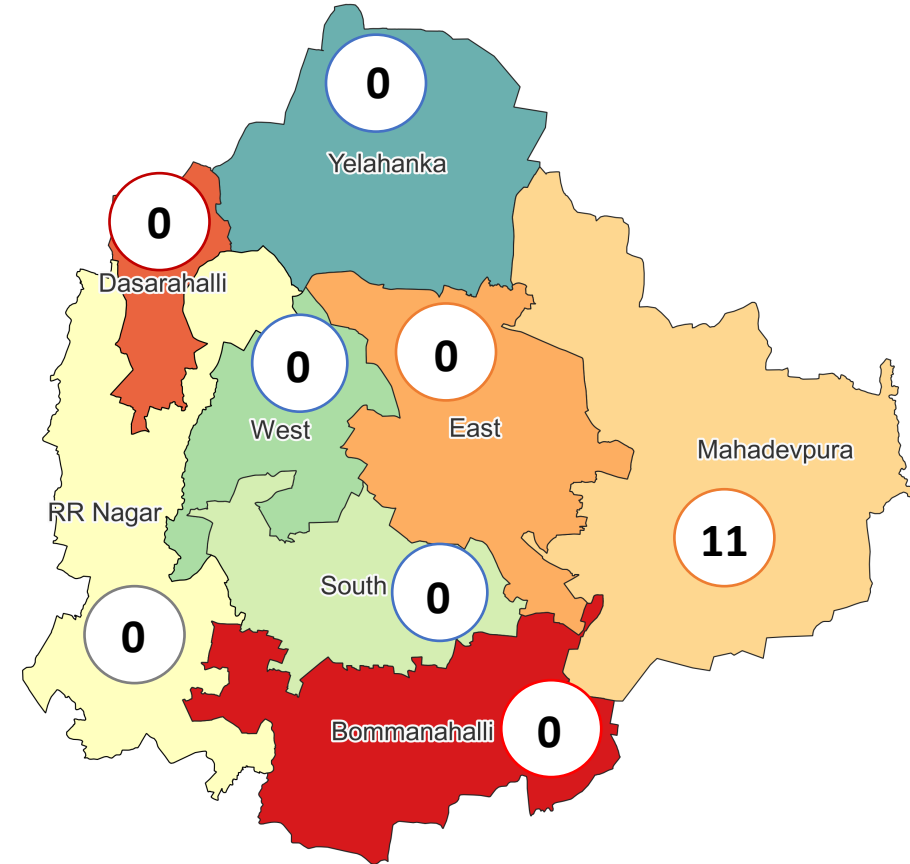 0
Yelahanka
0
Dasarahalli
0
West
0
East
Mahadevpura
11
RR Nagar
0
South
0
Bommanahalli
0